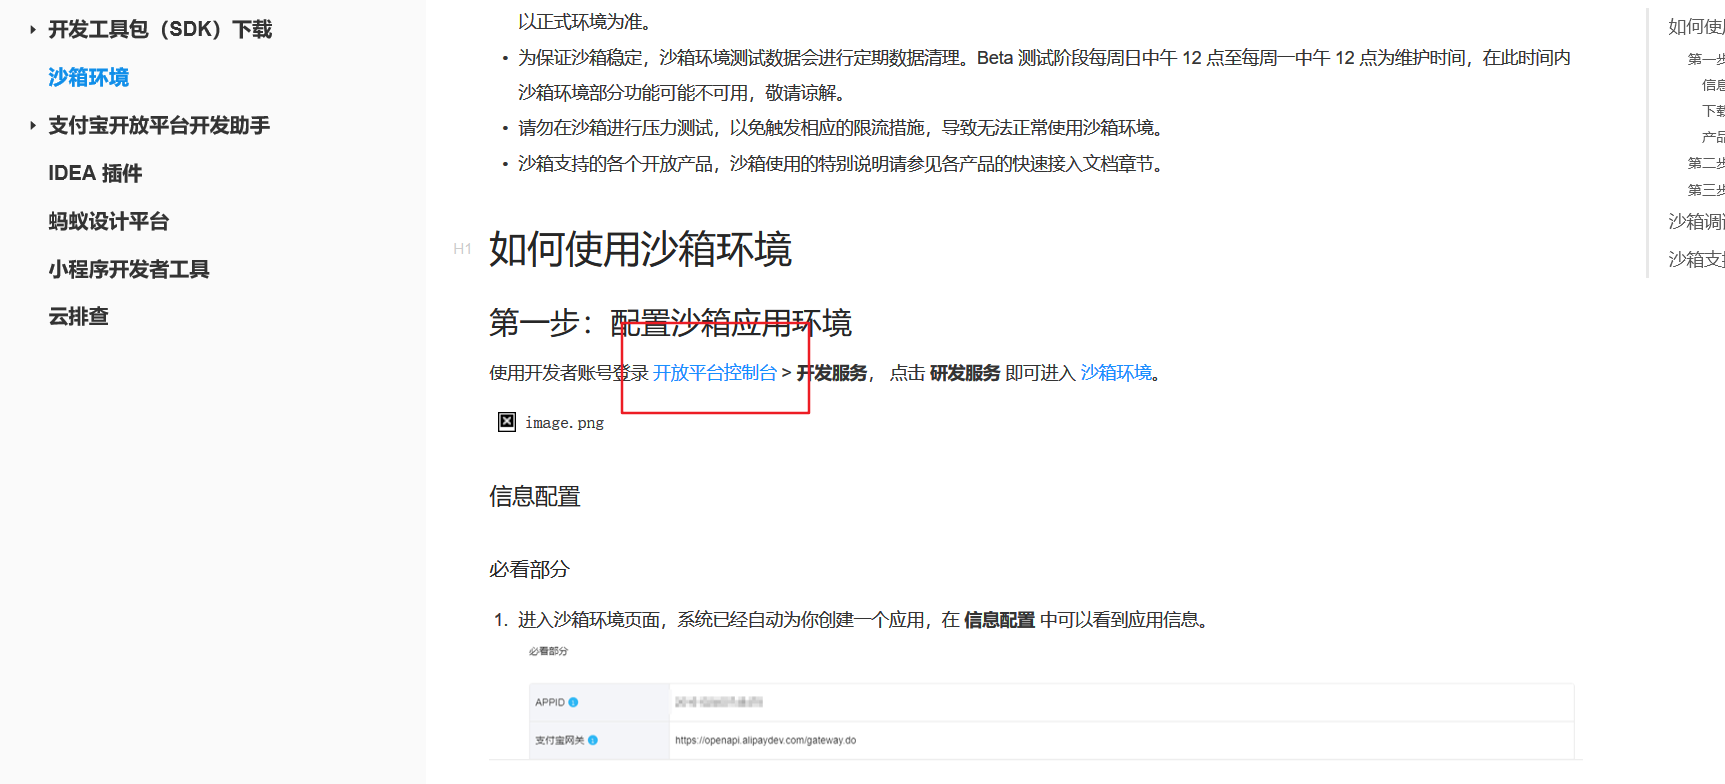 开发工具包（SDK）下载
沙箱环境
支付宝开放平台开发助手
IDEA 插件
蚂蚁设计平台
小程序开发者工具
云排查
以正式环境为准。
• 为保证沙箱稳定，沙箱环境测试数据会进行定期数据清理。Beta 测试阶段每周日中午 12 点至每周一中午 12 点为维护时间，在此时间内
沙箱环境部分功能可能不可用，敬请谅解。
• 请勿在沙箱进行压力测试，以免触发相应的限流措施，导致无法正常使用沙箱环境。
• 沙箱支持的各个开放产品，沙箱使用的特别说明请参见各产品的快速接入文档章节。
H1 如何使用沙箱环境
第一步：配置沙箱应用环境
使用开发者账号登录 开放平台控制台 > 开发服务， 点击 研发服务 即可进入 沙箱环境。
image.png
信息配置
必看部分
1. 进入沙箱环境页面，系统已经自动为你创建一个应用，在 信息配置 中可以看到应用信息。
必看部分
APPID
支付宝网关 https://openapi.alipaydev.com/gateway.do
如何使
第一步
信息
下载
产品
第二步
第三步
沙箱调
沙箱支